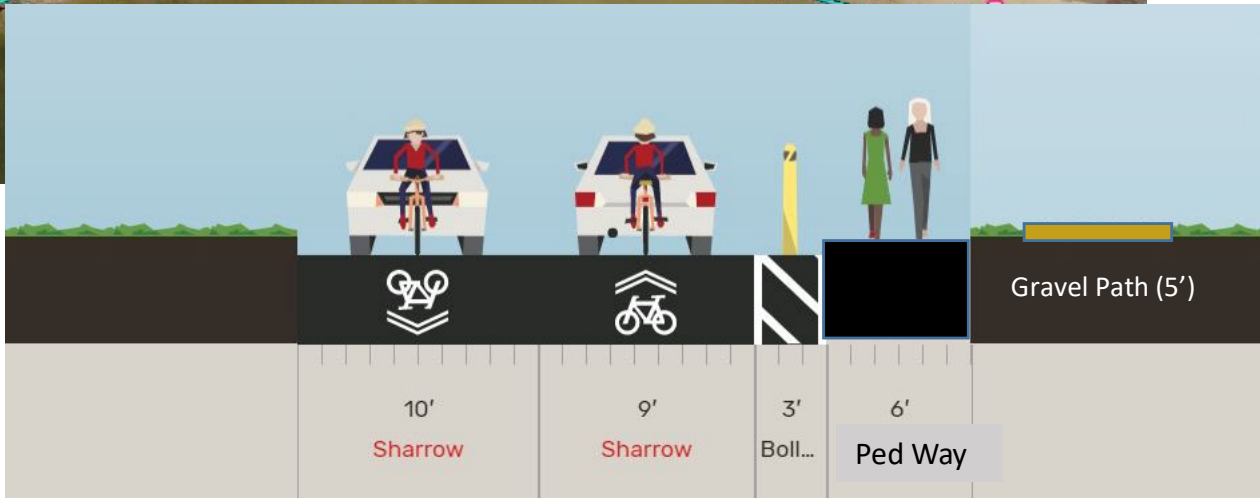 Gravel Path (5’)
10’
9’
3’
6’
Sharrow
Sharrow
Boll...
Ped Way